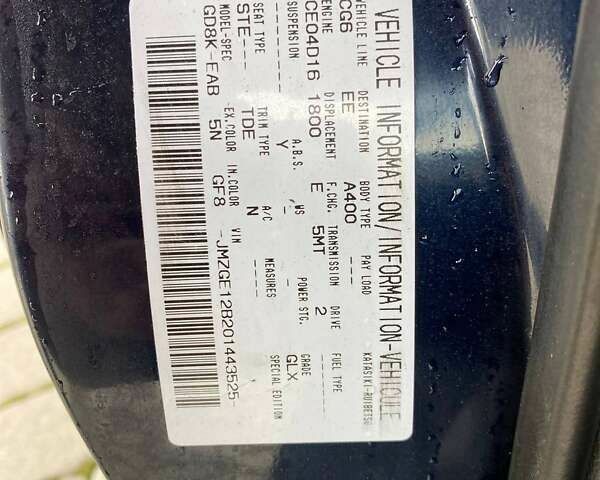 VEHICLE INFORMATION/INFORMATION-VEHICULE
VEHICLE LINE DESTINATION BODY TYPE PAY LOAD KATASIKI-RUIBETSU
CG6 EE A400 ---
ENGINE DISPLACEMENT F.CHG. TRANSMISSION DRIVE FUEL TYPE
CE04D16 1800 E 5MT 2
SUSPENSION A.B.S. WS POWER STG. GRADE
--- Y - - GLX
SEAT TYPE TRIM TYPE A/C MEASURES SPECIAL EDITION
STE--- TDE N --- ---
MODEL-SPEC EX.COLOR IN.COLOR VIN
GD8K-EAB 5N GF8 -JMZGE12B201443525-